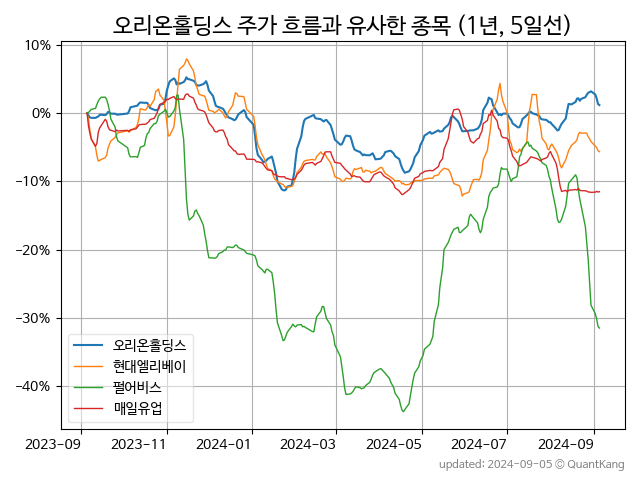 오리온홀딩스 주가 흐름과 유사한 종목 (1년, 5일선)
10%
0%
−10%
−20%
−30%
−40%
오리온홀딩스
현대엘리베이
펄어비스
매일유업
2023-09
2023-11
2024-01
2024-03
2024-05
2024-07
2024-09
updated: 2024-09-05 © QuantKang